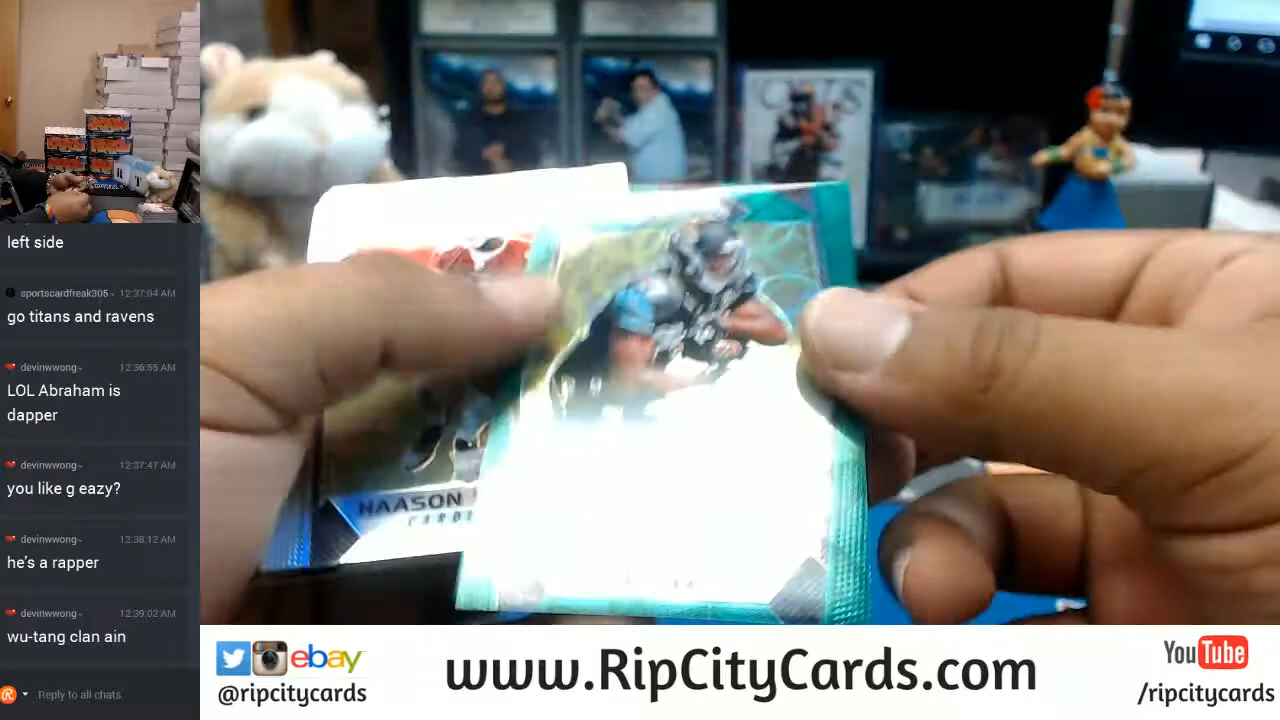 left side
sportscardfreak305 12:37:04 AM
go titans and ravens
devinwwong 12:36:55 AM
LOL Abraham is
dapper
devinwwong 12:37:47 AM
you like g eazy?
devinwwong 12:38:12 AM
he's a rapper
devinwwong 12:39:02 AM
wu-tang clan ain
Reply to all chats.
HAASON
ebay
@ripcitycards
www.RipCityCards.com
YouTube
/ripcitycards